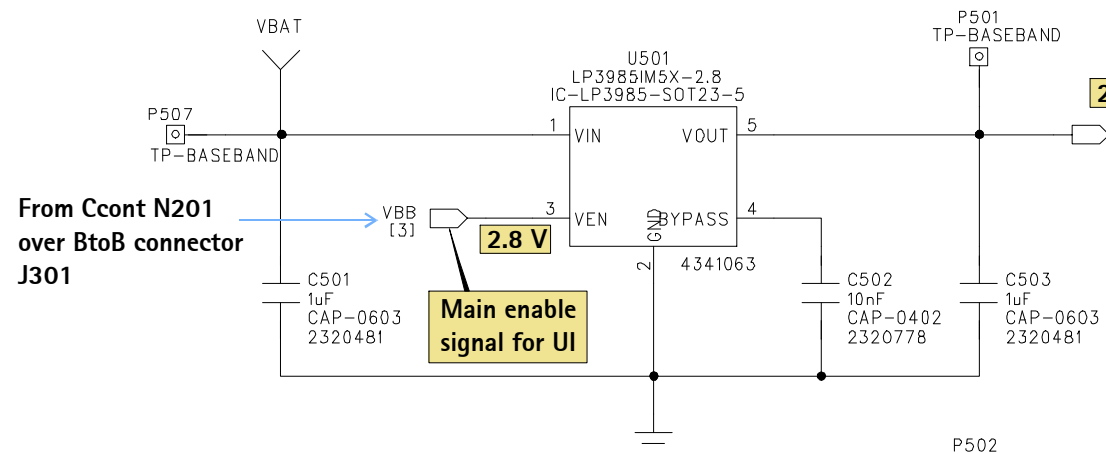 VBAT
P501
TP-BASEBAND
U501
LP3985IM5X-2.8
IC-LP3985-SOT23-5
2
P507
TP-BASEBAND
1
VIN
VOUT
5
From Ccont N201
over BtoB connector
J301
VBB
[3]
3
VEN
2.8 V
GND
BYPASS
4
2
4341063
Main enable
signal for UI
C501
1uF
CAP-0603
2320481
C502
10nF
CAP-0402
2320778
C503
1uF
CAP-0603
2320481
P502